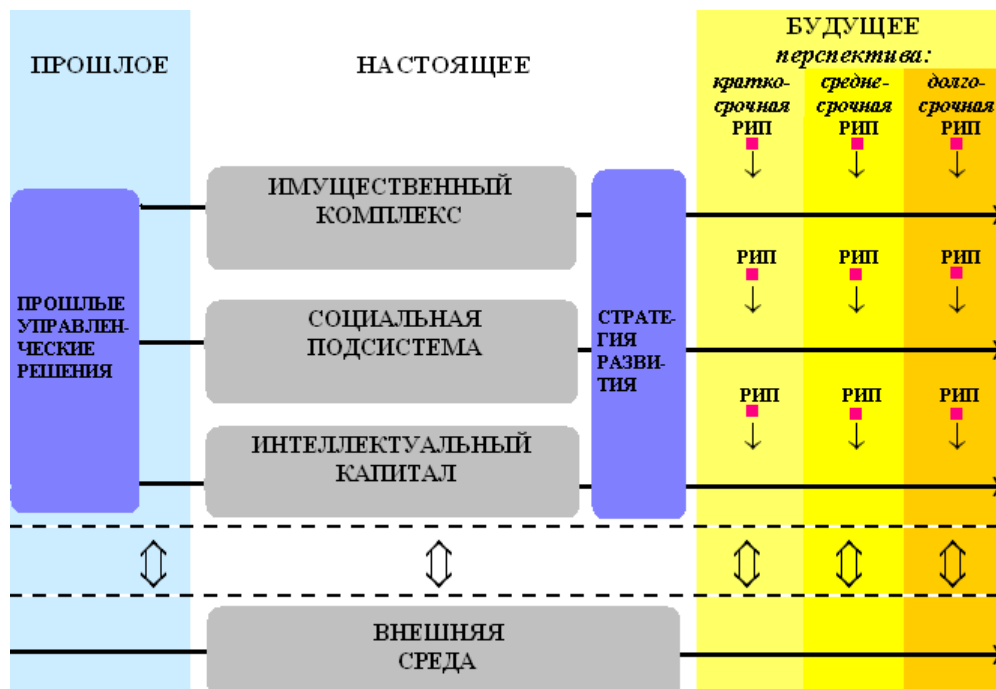 ПРОШЛОЕ
НАСТОЯЩЕЕ
БУДУЩЕЕ
перспектива:
кратко-
срочная
средне-
срочная
долго-
срочная
РИП
РИП
РИП
ИМУЩЕСТВЕННЫЙ
КОМПЛЕКС
РИП
РИП
РИП
ПРОШЛЫЕ
УПРАВЛЕН-
ЧЕСКИЕ
РЕШЕНИЯ
СОЦИАЛЬНАЯ
ПОДСИСТЕМА
СТРАТЕ-
ГИЯ
РАЗВИ-
ТИЯ
РИП
РИП
РИП
ИНТЕЛЛЕКТУАЛЬНЫЙ
КАПИТАЛ
ВНЕШНЯЯ
СРЕДА